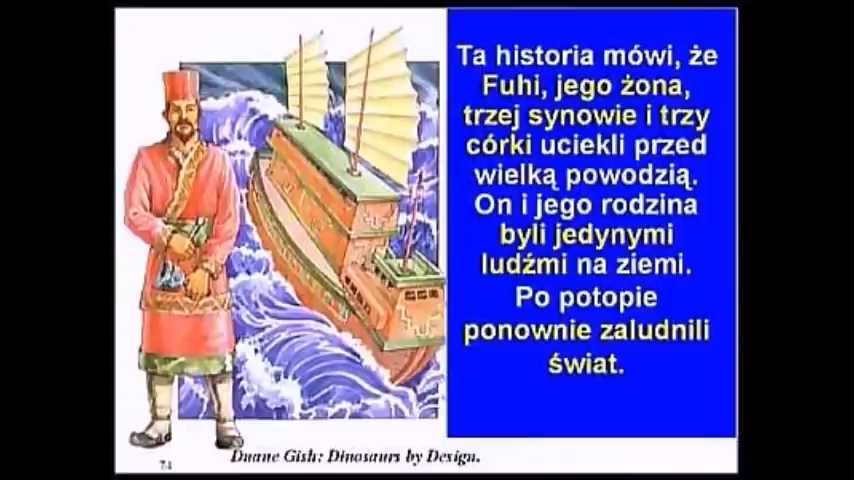 Ta historia mówi, że
Fuhi, jego żona,
trzej synowie i trzy
córki uciekli przed
wielką powodzią.
On i jego rodzina
byli jedynymi
ludźmi na ziemi.
Po potopie
ponownie zaludnili
świat.
Duane Gish: Dinosaurs by Design.
74